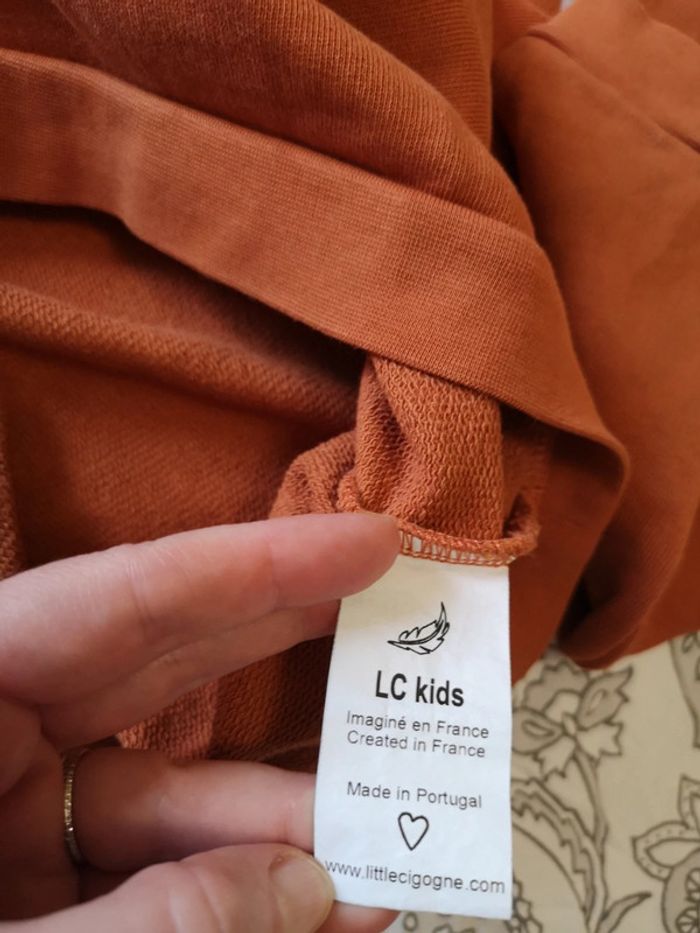 LC kids
Imaginé en France
Created in France
Made in Portugal
www.littlecigogne.com